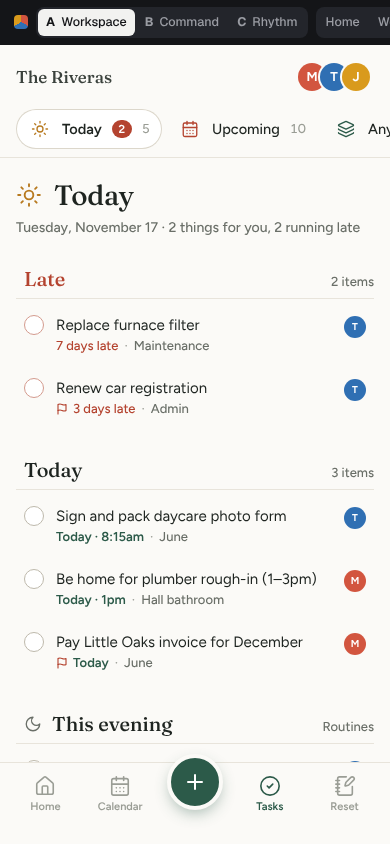 A Workspace B Command C Rhythm Home
The Riveras M T J
Today 2 5 Upcoming 10
Today
Tuesday, November 17 · 2 things for you, 2 running late
Late 2 items
Replace furnace filter T
7 days late · Maintenance
Renew car registration T
3 days late · Admin
Today 3 items
Sign and pack daycare photo form T
Today · 8:15am · June
Be home for plumber rough-in (1–3pm) M
Today · 1pm · Hall bathroom
Pay Little Oaks invoice for December M
Today · June
This evening Routines
Home Calendar + Tasks Reset